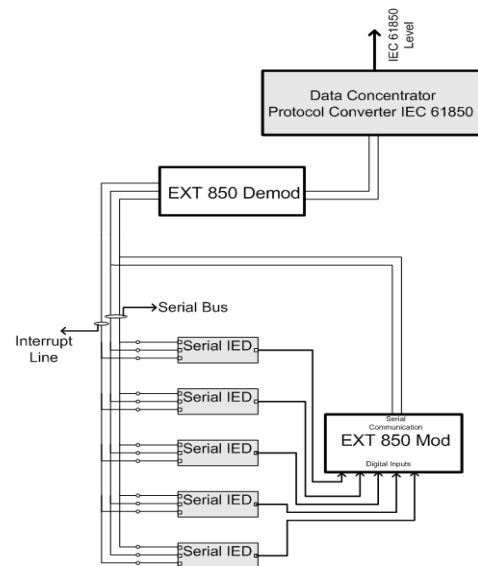 IEC 61850
Level
Data Concentrator
Protocol Converter IEC 61850
EXT 850 Demod
Serial Bus
Interrupt
Line
Serial IED
Serial IED
Serial IED
Serial IED
Serial IED
Serial
Communication
EXT 850 Mod
Digital Inputs